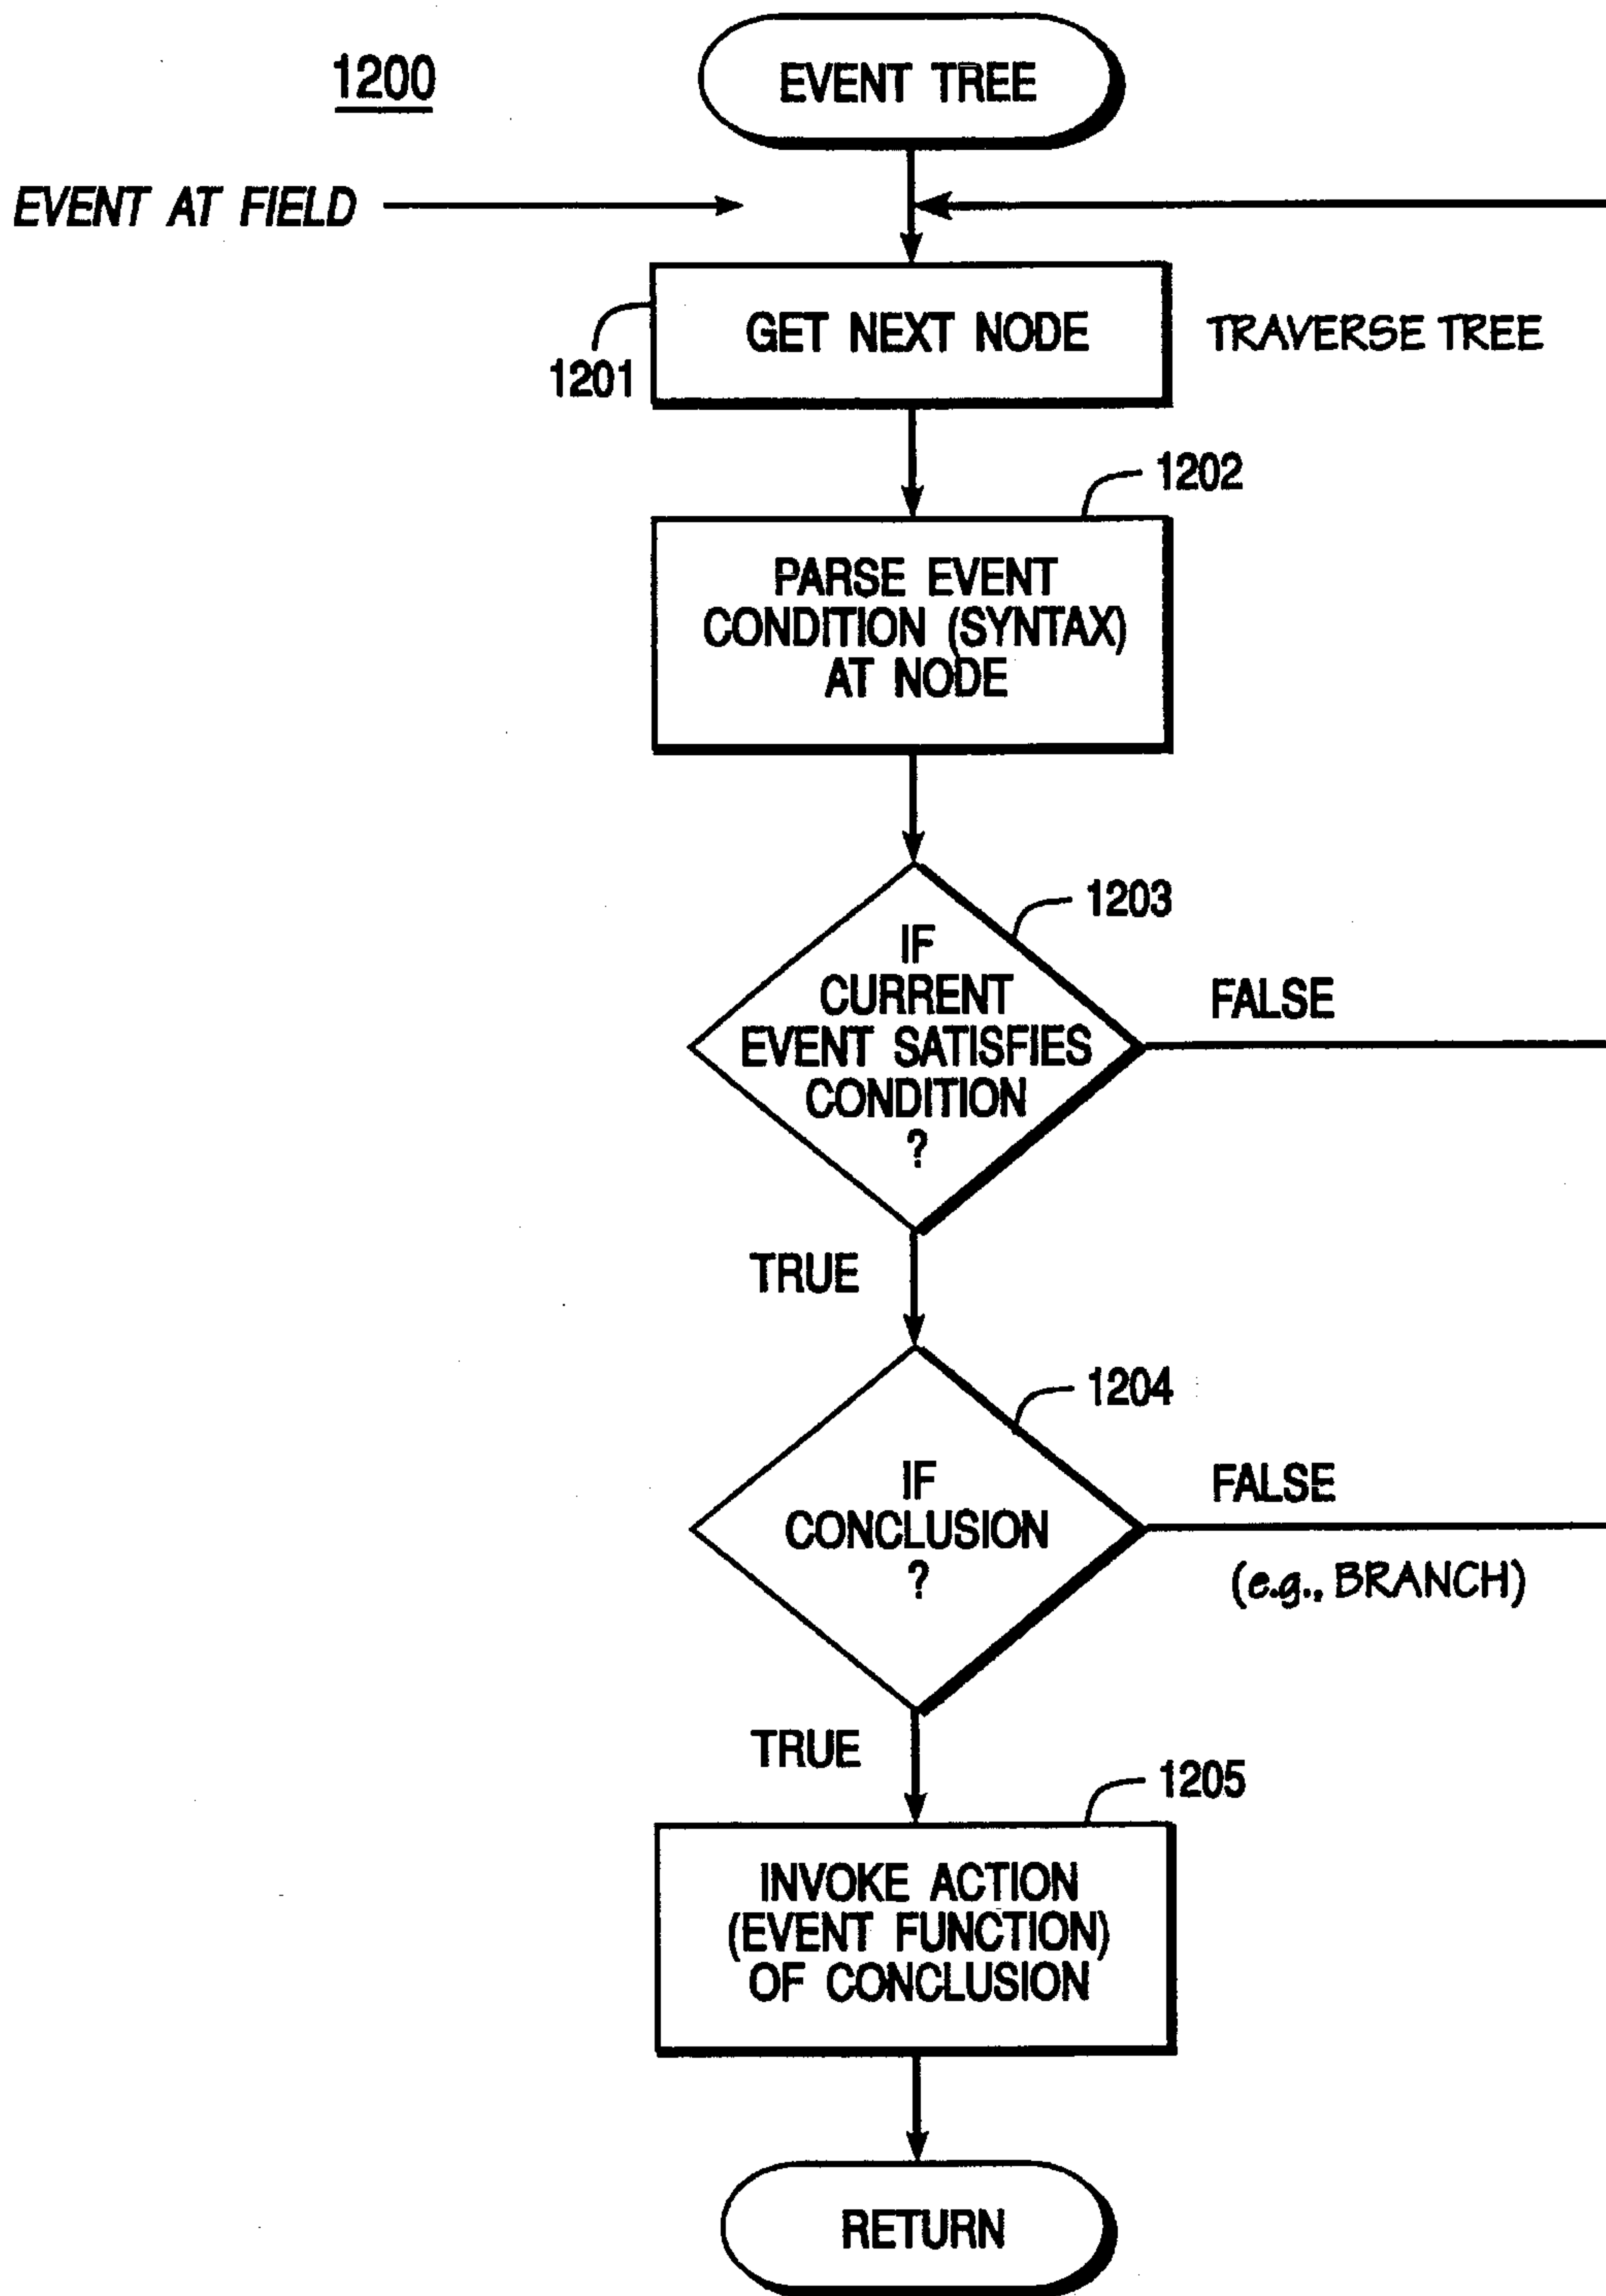 1200
EVENT TREE
EVENT AT FIELD
GET NEXT NODE
TRAVERSE TREE
1201
1202
PARSE EVENT
CONDITION (SYNTAX)
AT NODE
1203
IF
CURRENT
EVENT SATISFIES
CONDITION
?
FALSE
TRUE
1204
IF
CONCLUSION
?
FALSE
(e.g., BRANCH)
TRUE
1205
INVOKE ACTION
(EVENT FUNCTION)
OF CONCLUSION
RETURN